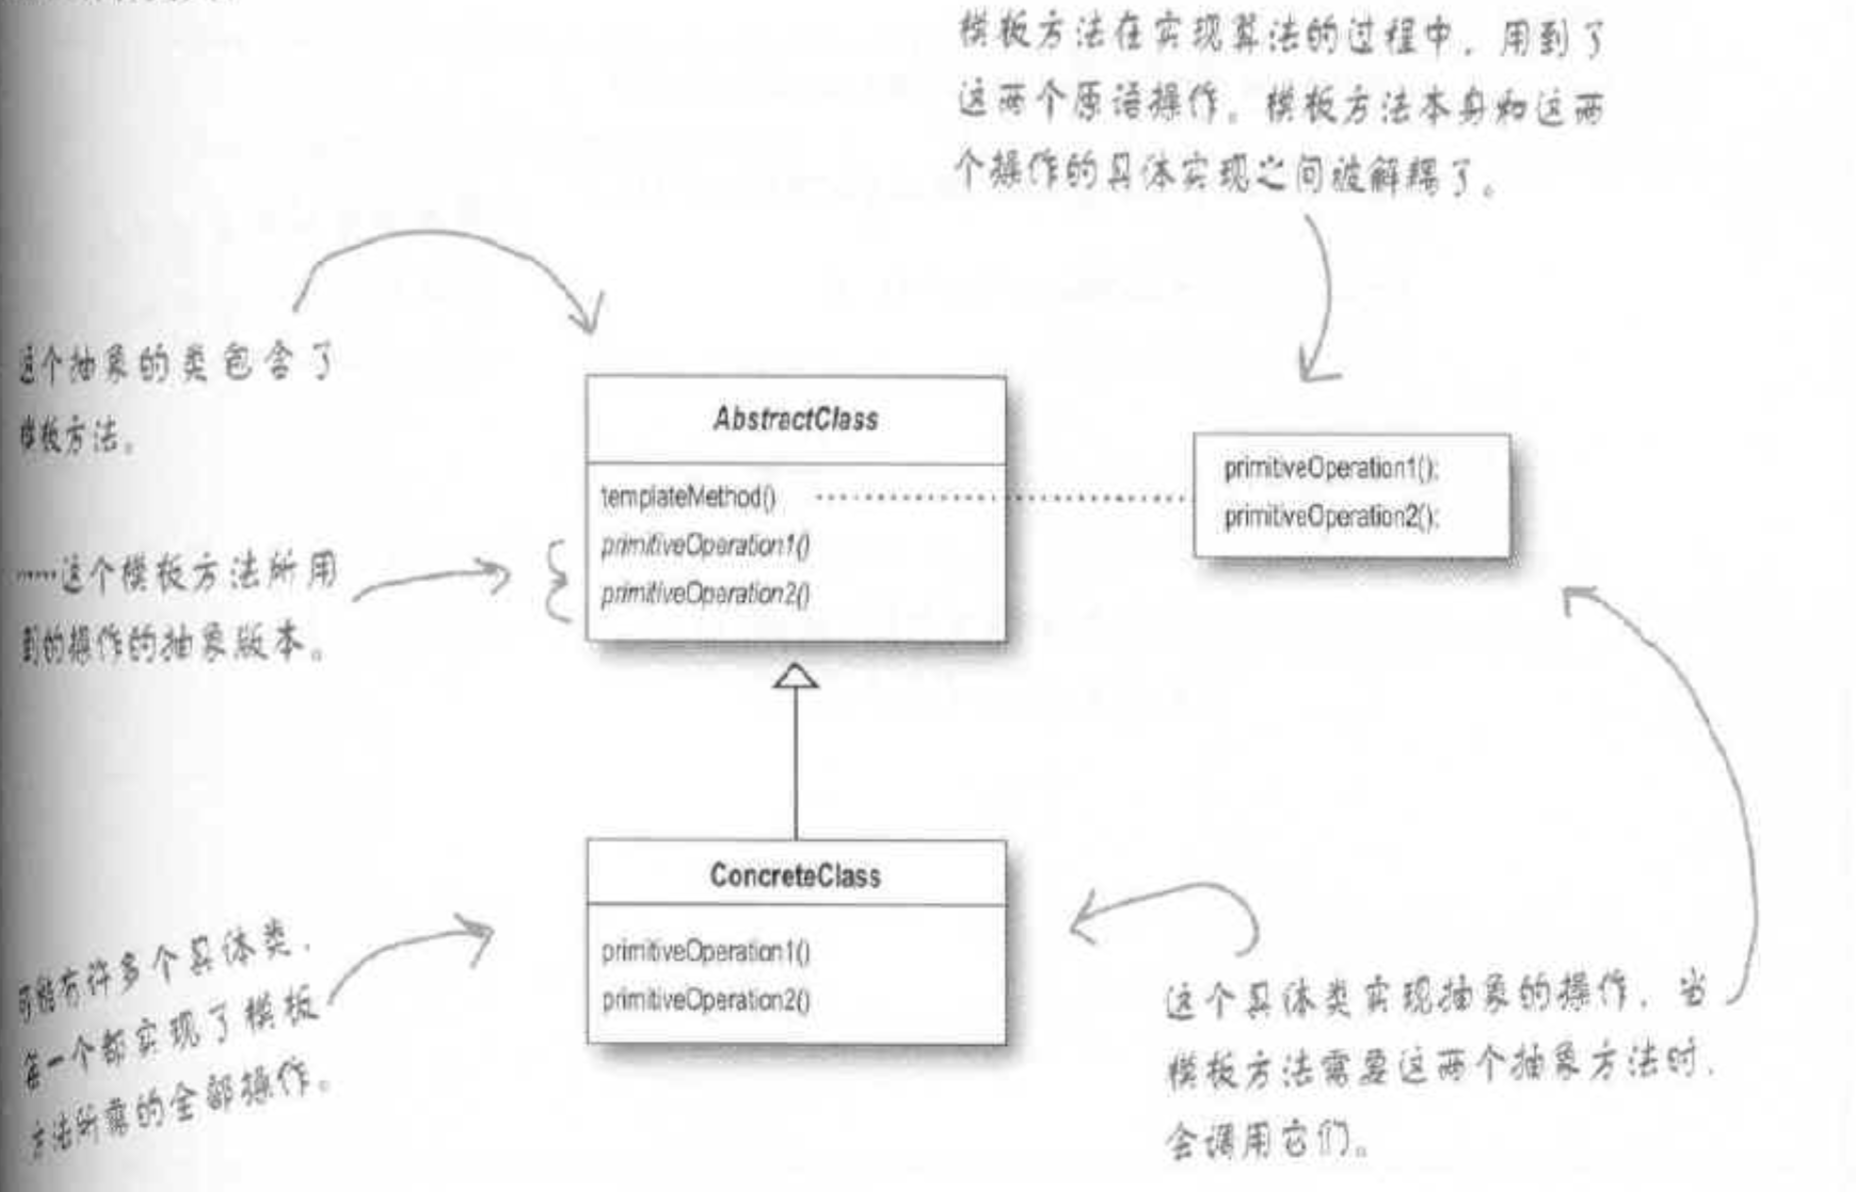 模板方法在实现算法的过程中，用到了
这两个原语操作。模板方法本身和这两
个操作的具体实现之间被解耦了。
这个抽象的类包含了
模板方法。
AbstractClass
templateMethod()
primitiveOperation1()
primitiveOperation2()
primitiveOperation1();
primitiveOperation2();
……这个模板方法所用
到的操作的抽象版本。
ConcreteClass
primitiveOperation1()
primitiveOperation2()
可能有许多个具体类，
每一个都实现了模板
方法所需的全部操作。
这个具体类实现抽象的操作，当
模板方法需要这两个抽象方法时，
会调用它们。